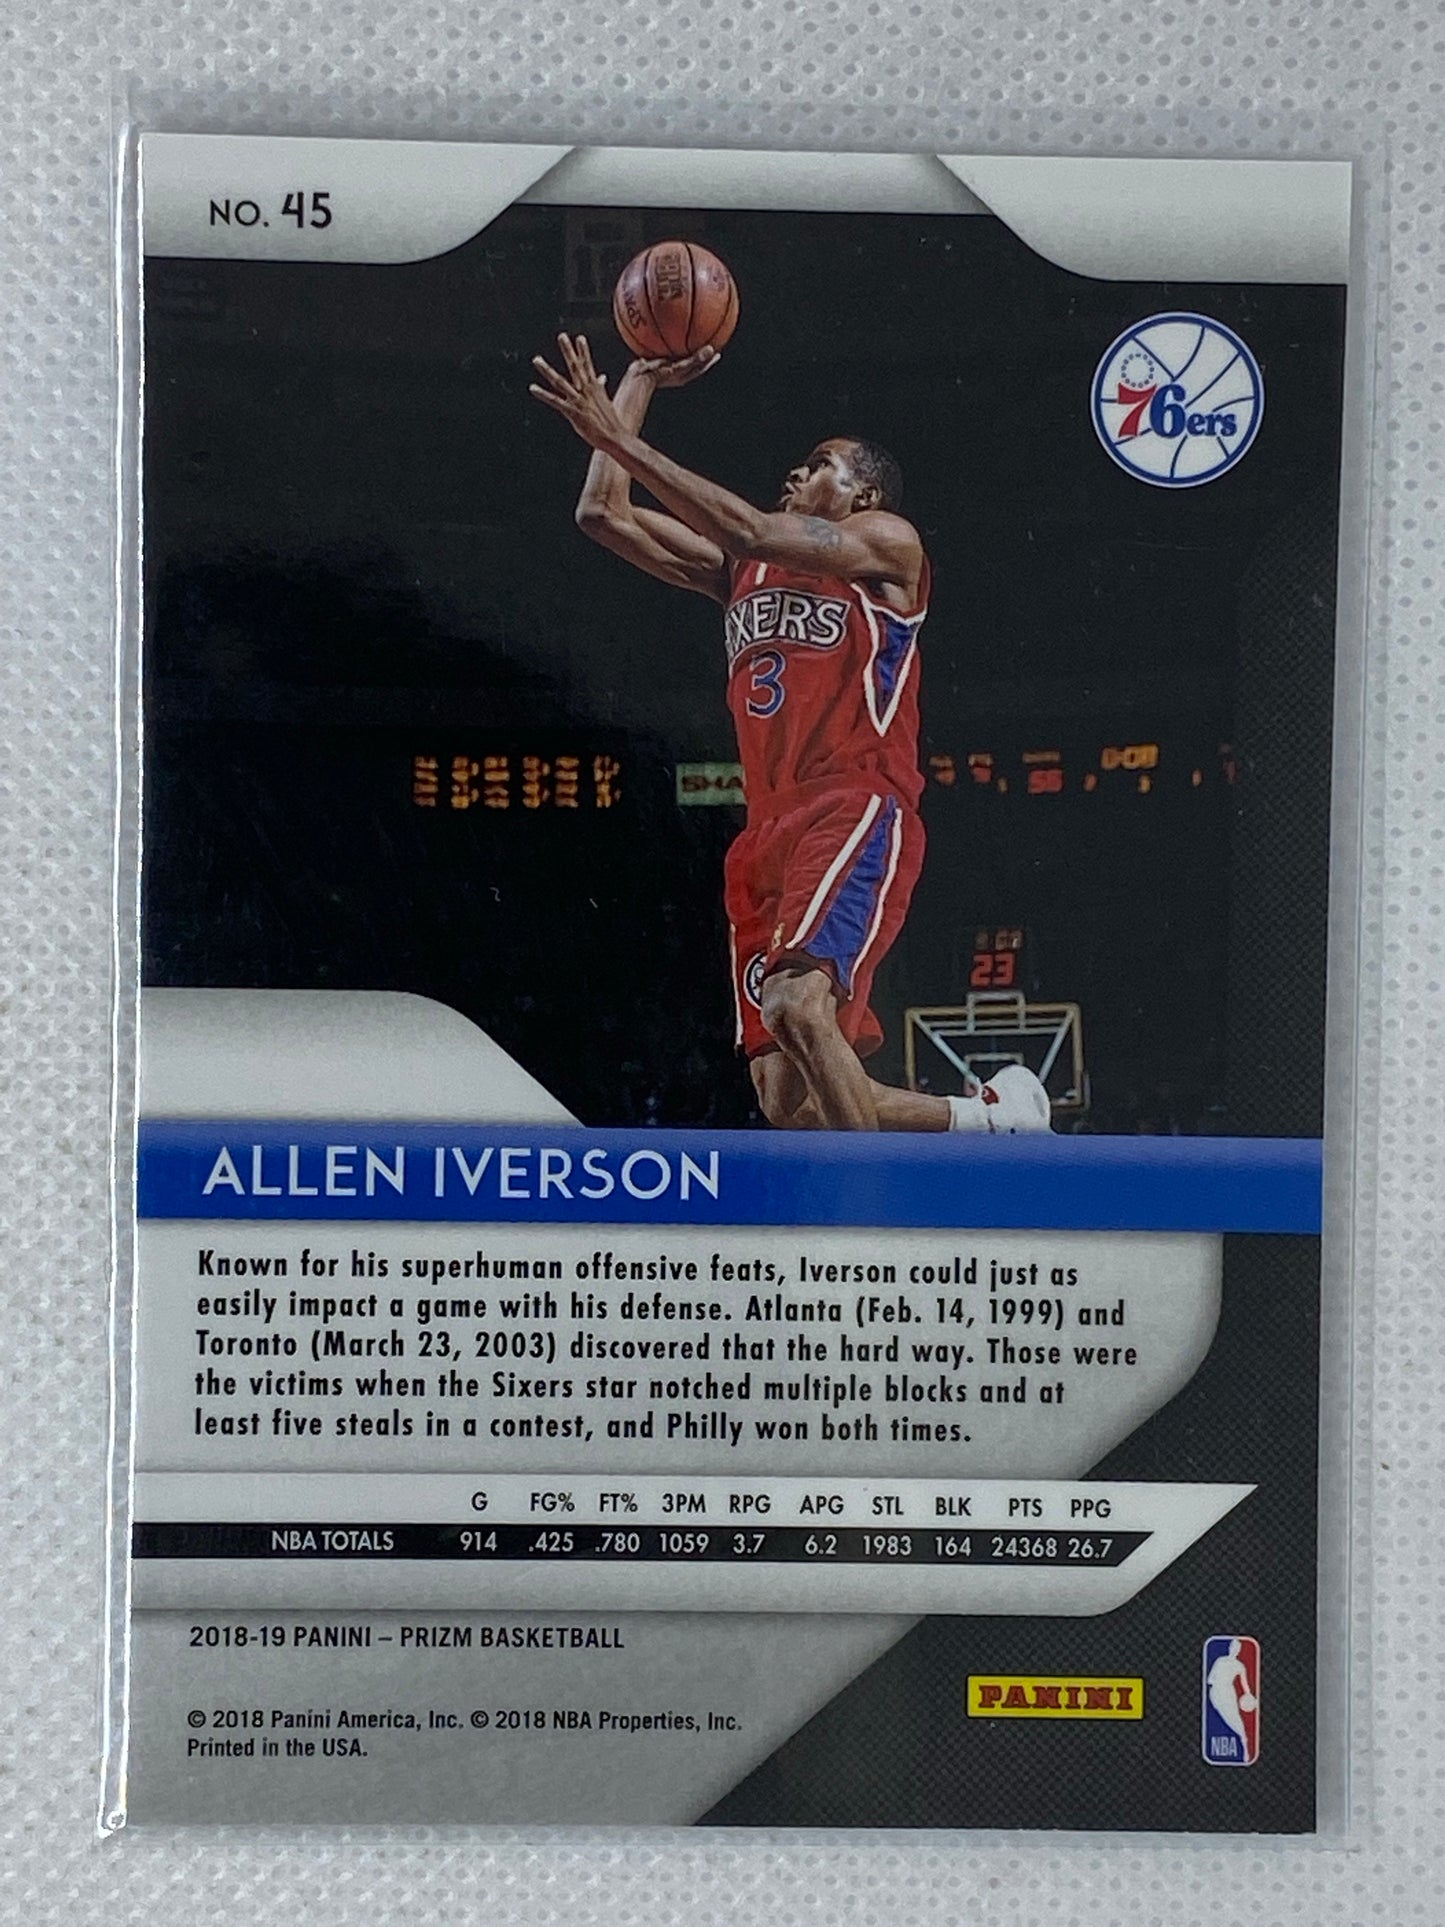 NO. 45
76ers
SIXERS
3
SHA
0:00
23
ALLEN IVERSON
Known for his superhuman offensive feats, Iverson could just as
easily impact a game with his defense. Atlanta (Feb. 14, 1999) and
Toronto (March 23, 2003) discovered that the hard way. Those were
the victims when the Sixers star notched multiple blocks and at
least five steals in a contest, and Philly won both times.
G FG% FT% 3PM RPG APG STL BLK PTS PPG
NBA TOTALS 914 .425 .780 1059 3.7 6.2 1983 164 24368 26.7
2018-19 PANINI – PRIZM BASKETBALL
PANINI
© 2018 Panini America, Inc. © 2018 NBA Properties, Inc.
Printed in the USA.
NBA